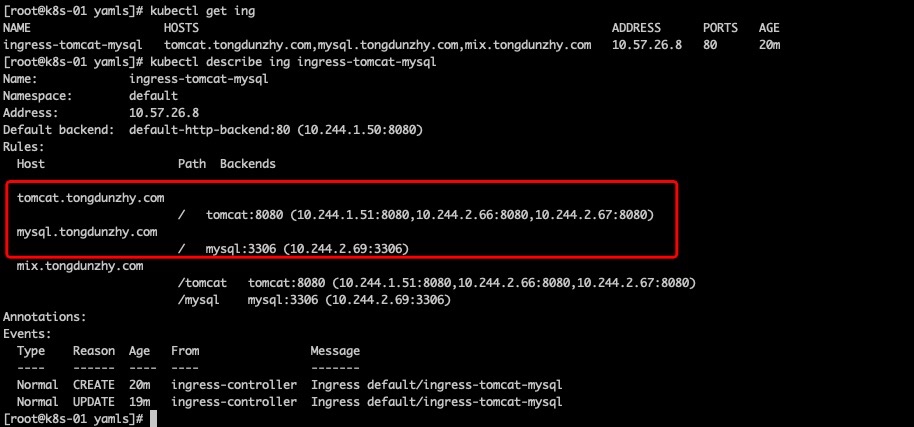 [root@k8s-01 yamls]# kubectl get ing
NAME HOSTS ADDRESS PORTS AGE
ingress-tomcat-mysql tomcat.tongdunzhy.com,mysql.tongdunzhy.com,mix.tongdunzhy.com 10.57.26.8 80 20m
[root@k8s-01 yamls]# kubectl describe ing ingress-tomcat-mysql
Name: ingress-tomcat-mysql
Namespace: default
Address: 10.57.26.8
Default backend: default-http-backend:80 (10.244.1.50:8080)
Rules:
Host Path Backends
tomcat.tongdunzhy.com
/ tomcat:8080 (10.244.1.51:8080,10.244.2.66:8080,10.244.2.67:8080)
mysql.tongdunzhy.com
/ mysql:3306 (10.244.2.69:3306)
mix.tongdunzhy.com
/tomcat tomcat:8080 (10.244.1.51:8080,10.244.2.66:8080,10.244.2.67:8080)
/mysql mysql:3306 (10.244.2.69:3306)
Annotations:
Events:
Type Reason Age From Message
---- ------ ---- ---- -------
Normal CREATE 20m ingress-controller Ingress default/ingress-tomcat-mysql
Normal UPDATE 19m ingress-controller Ingress default/ingress-tomcat-mysql
[root@k8s-01 yamls]#